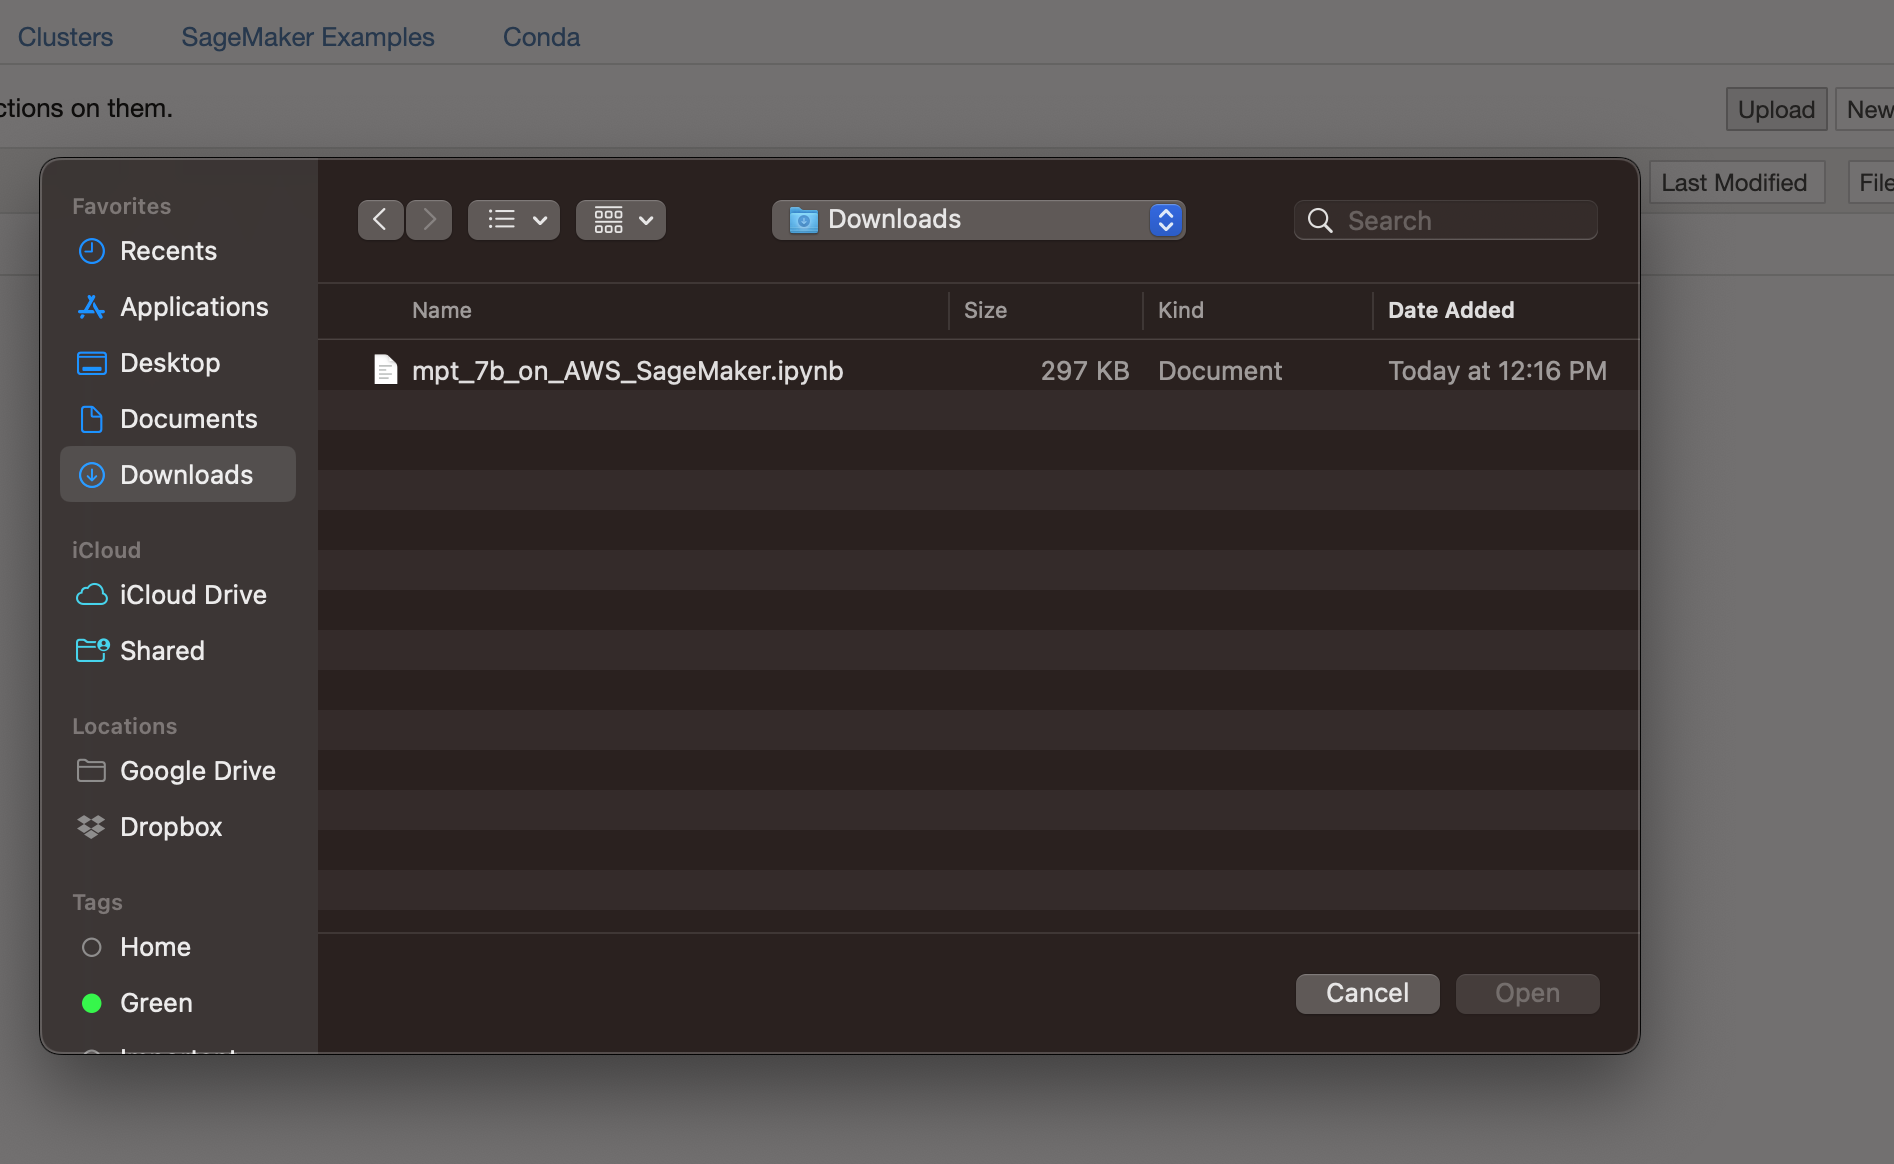 Clusters SageMaker Examples Conda
ctions on them.
Upload New
Last Modified File
Favorites
Recents
Applications
Desktop
Documents
Downloads
iCloud
iCloud Drive
Shared
Locations
Google Drive
Dropbox
Tags
Home
Green
Important
Downloads
Search
Name Size Kind Date Added
mpt_7b_on_AWS_SageMaker.ipynb 297 KB Document Today at 12:16 PM
Cancel Open